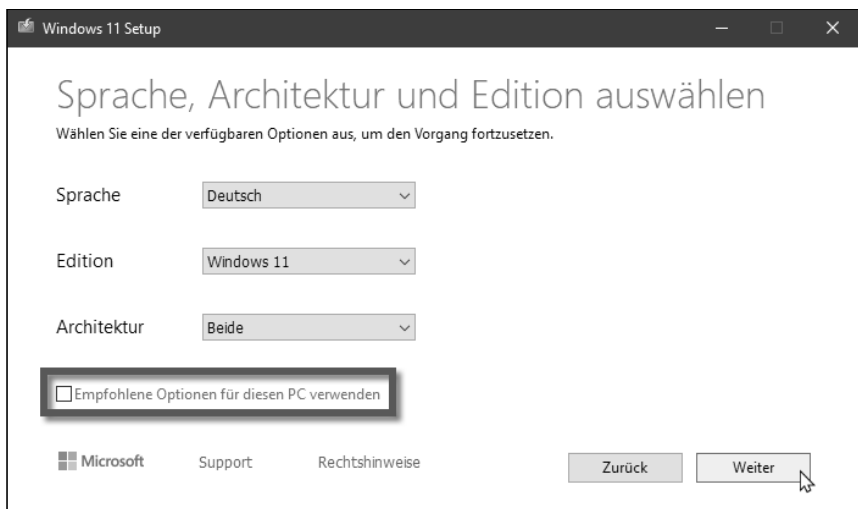 Windows 11 Setup
Sprache, Architektur und Edition auswählen
Wählen Sie eine der verfügbaren Optionen aus, um den Vorgang fortzusetzen.
Sprache Deutsch
Edition Windows 11
Architektur Beide
Empfohlene Optionen für diesen PC verwenden
Microsoft Support Rechtshinweise Zurück Weiter